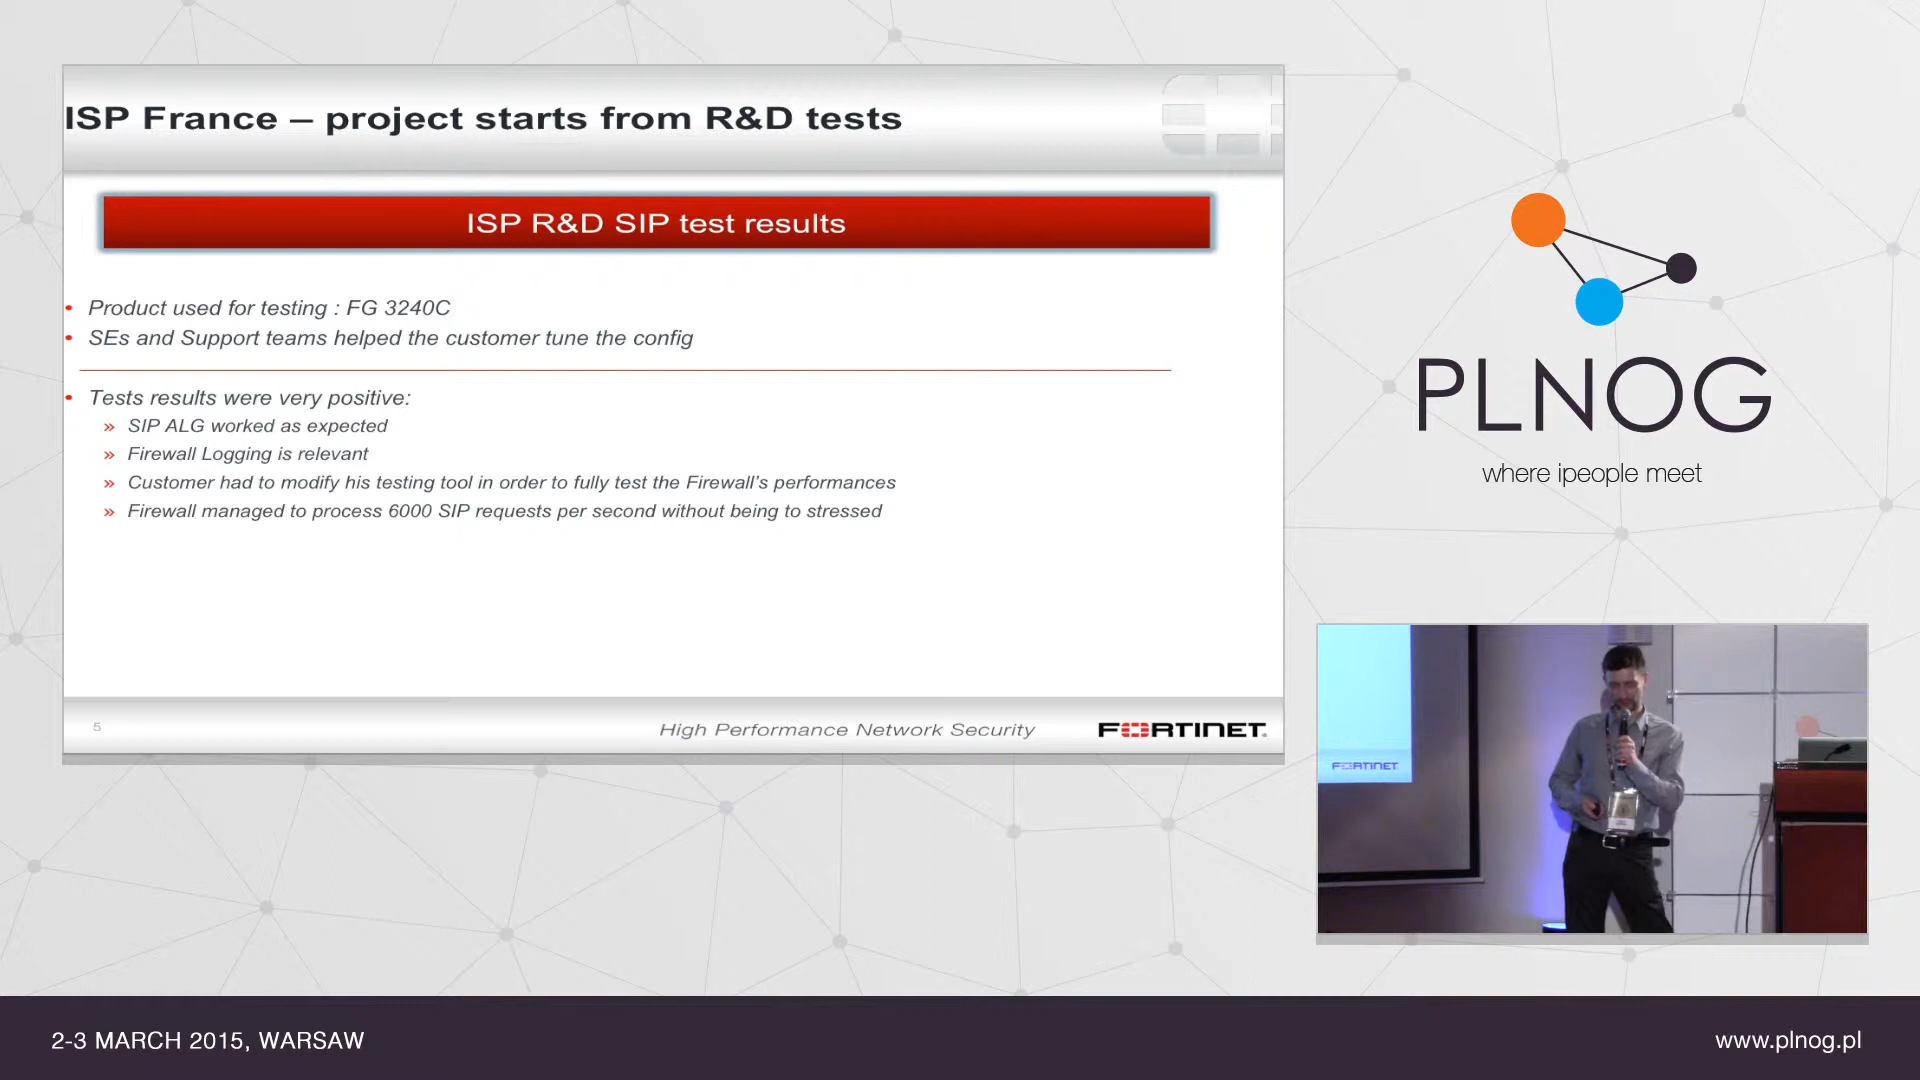 ISP France – project starts from R&D tests
ISP R&D SIP test results
• Product used for testing : FG 3240C
• SEs and Support teams helped the customer tune the config
• Tests results were very positive:
» SIP ALG worked as expected
» Firewall Logging is relevant
» Customer had to modify his testing tool in order to fully test the Firewall's performances
» Firewall managed to process 6000 SIP requests per second without being to stressed
5
High Performance Network Security
FORTINET
PLNOG
where ipeople meet
FORTINET
2-3 MARCH 2015, WARSAW
www.plnog.pl